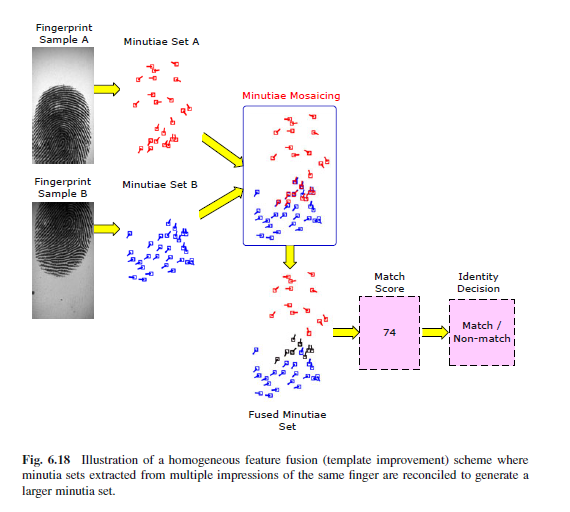 Fingerprint
Sample A
Minutiae Set A
Minutiae Mosaicing
Fingerprint
Sample B
Minutiae Set B
Match
Score
Identity
Decision
74
Match /
Non-match
Fused Minutiae
Set
Fig. 6.18 Illustration of a homogeneous feature fusion (template improvement) scheme where
minutia sets extracted from multiple impressions of the same finger are reconciled to generate a
larger minutia set.